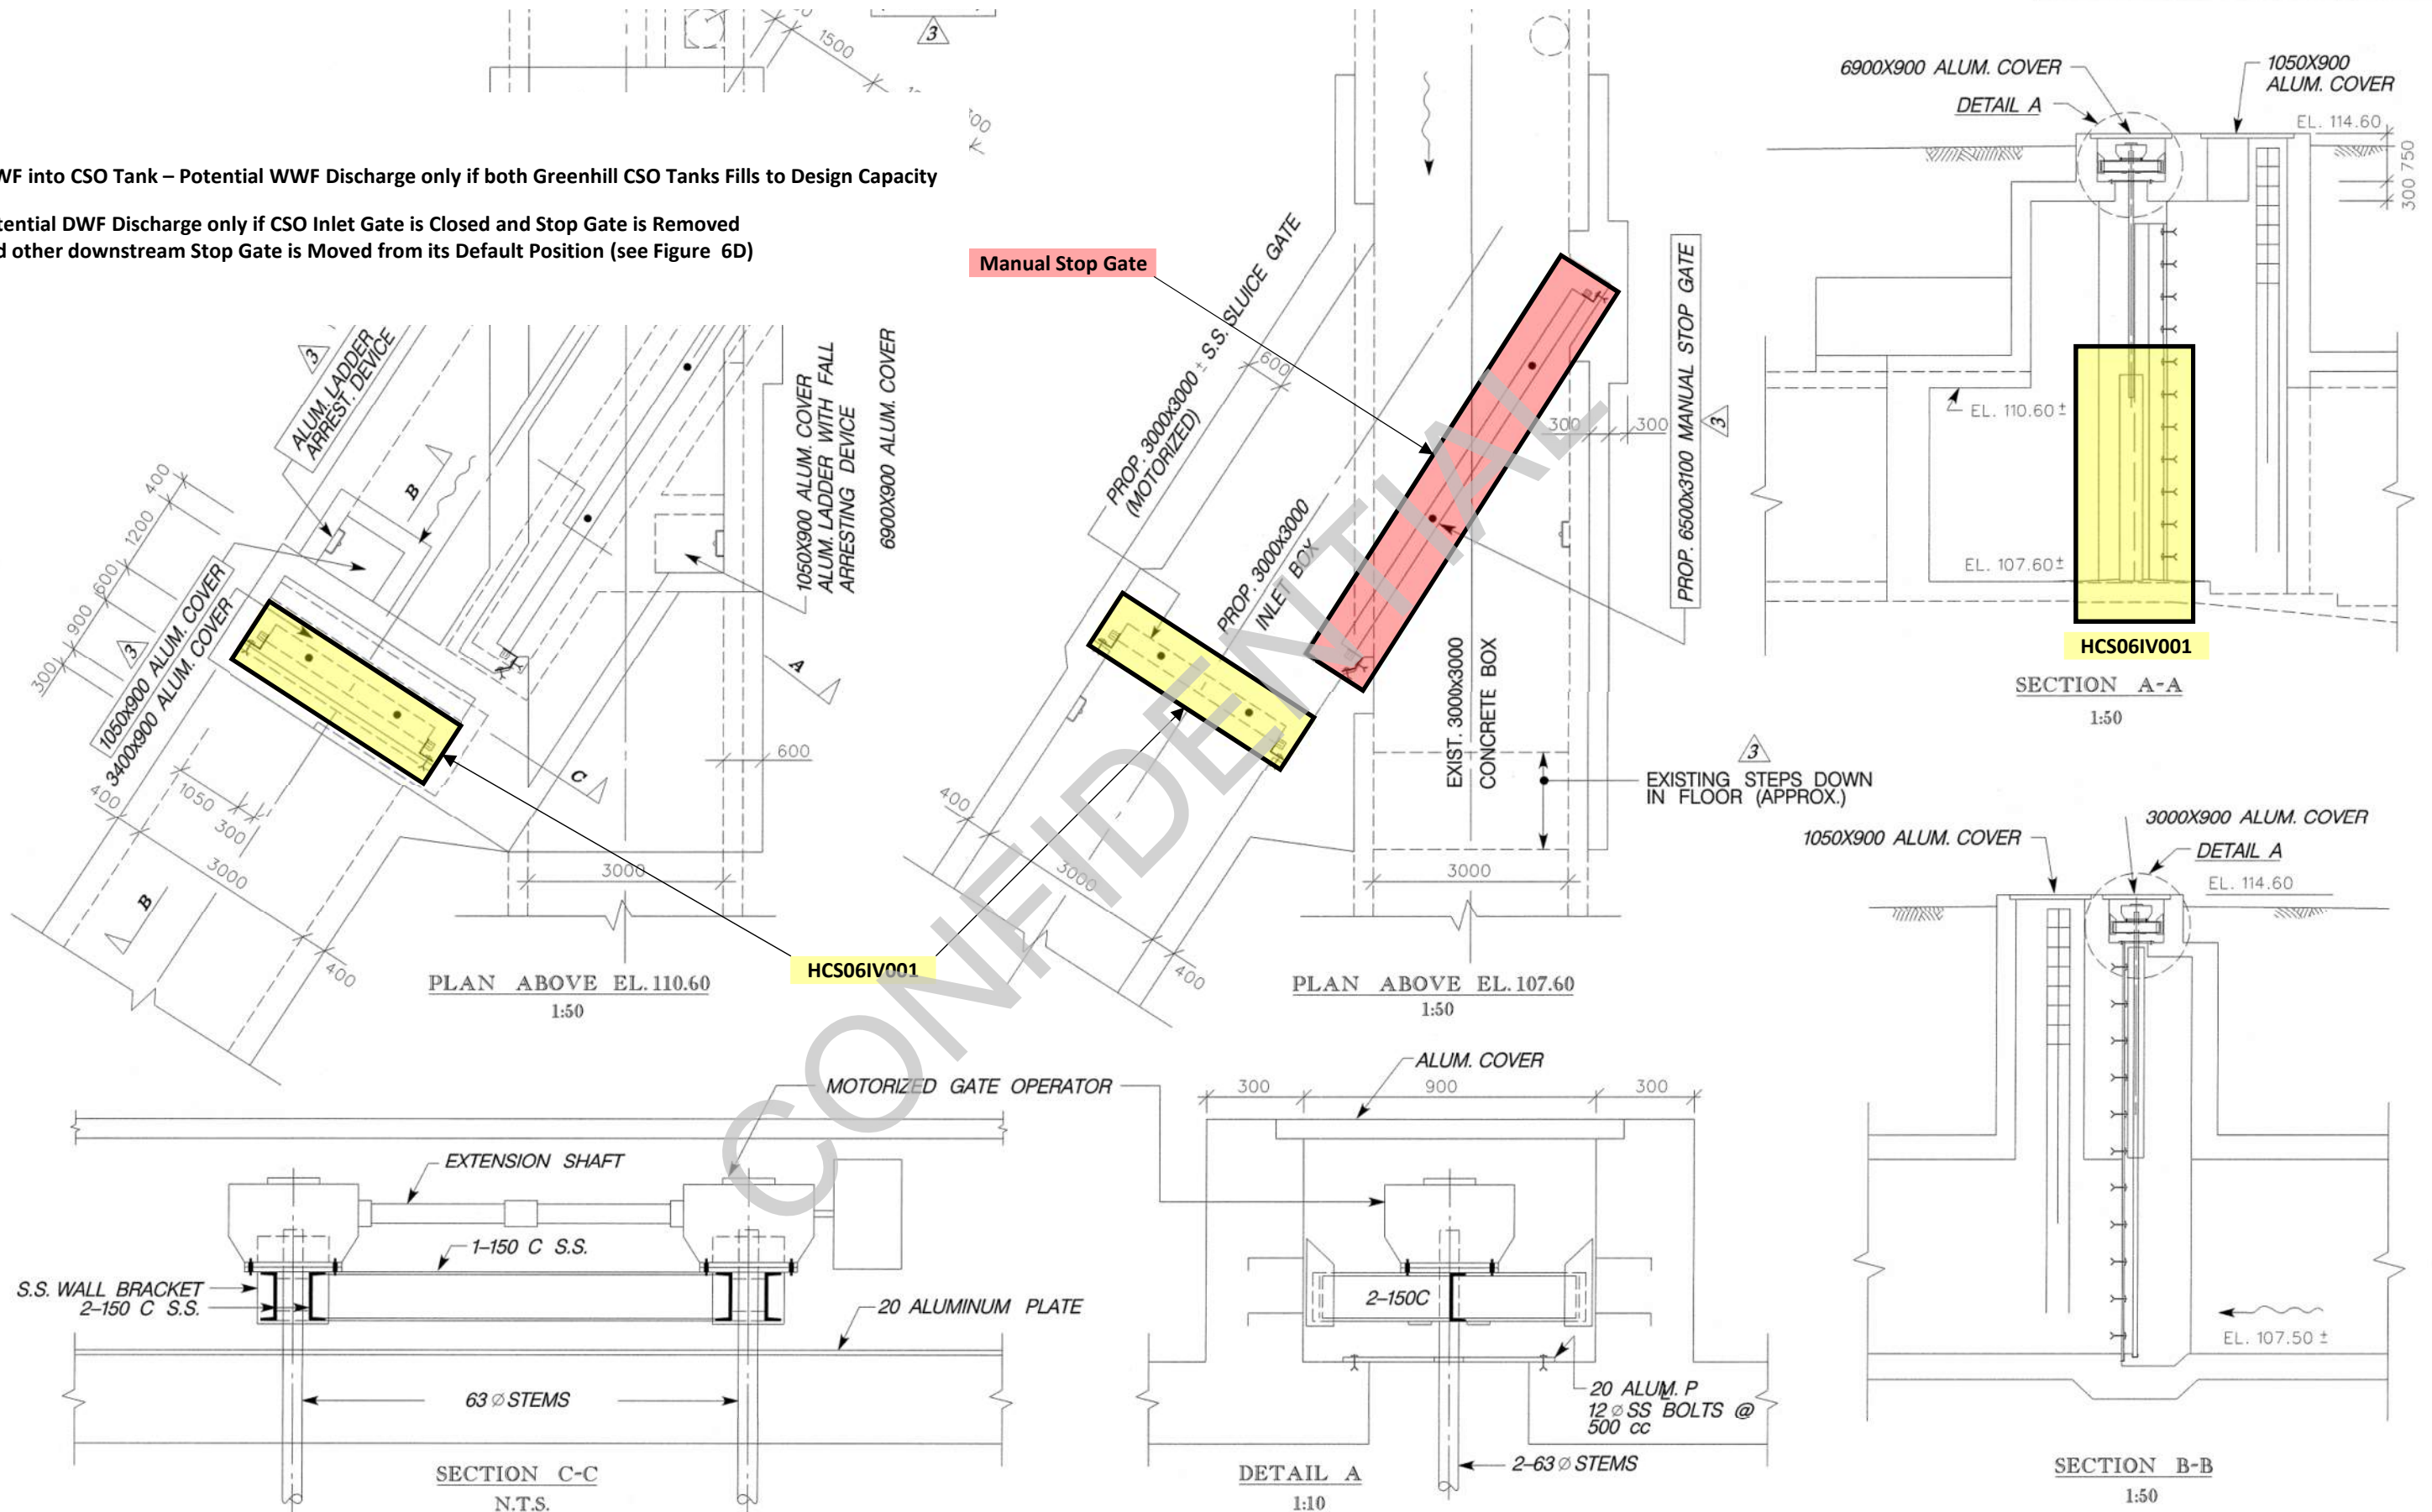 3
1500
WF into CSO Tank – Potential WWF Discharge only if both Greenhill CSO Tanks Fills to Design Capacity
tential DWF Discharge only if CSO Inlet Gate is Closed and Stop Gate is Removed
d other downstream Stop Gate is Moved from its Default Position (see Figure 6D)
3
ALUM. LADDER
ARREST. DEVICE
B
400
1200
600
900
300
3
1050x900 ALUM. COVER
3400x900 ALUM. COVER
1050X900 ALUM. COVER
ALUM. LADDER WITH FALL
ARRESTING DEVICE
6900X900 ALUM. COVER
A
C
600
400
1050
300
3000
3000
B
400
PLAN ABOVE EL.110.60
1:50
HCS06IV001
Manual Stop Gate
PROP. 3000x3000 ± S.S. SLUICE GATE
(MOTORIZED)
600
PROP. 3000x3000
INLET BOX
PROP. 6500x3100 MANUAL STOP GATE
3
300
300
EXIST. 3000x3000
CONCRETE BOX
3
EXISTING STEPS DOWN
IN FLOOR (APPROX.)
400
3000
3000
400
PLAN ABOVE EL.107.60
1:50
6900X900 ALUM. COVER
1050X900
ALUM. COVER
DETAIL A
EL. 114.60
750
300
EL. 110.60 ±
EL. 107.60±
HCS06IV001
SECTION A-A
1:50
1050X900 ALUM. COVER
3000X900 ALUM. COVER
DETAIL A
EL. 114.60
EL. 107.50 ±
SECTION B-B
1:50
MOTORIZED GATE OPERATOR
EXTENSION SHAFT
1–150 C S.S.
S.S. WALL BRACKET
2–150 C S.S.
20 ALUMINUM PLATE
63 ∅ STEMS
SECTION C-C
N.T.S.
ALUM. COVER
300
900
300
2–150C
20 ALUM. PL
12 ∅ SS BOLTS @
500 cc
2–63 ∅ STEMS
DETAIL A
1:10
CONFIDENTIAL